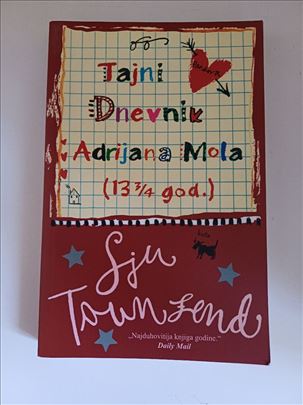 Tajni
Dnevnik
Adrijana Mola
(13 3/4 god.)
Sju
Taunzend
„Najduhovitija knjiga godine.“
Daily Mail